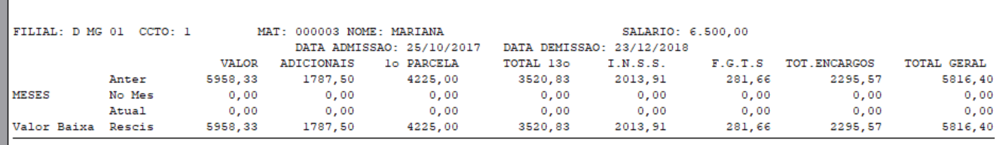 FILIAL: D MG 01 CCTO: 1 MAT: 000003 NOME: MARIANA SALARIO: 6.500,00
DATA ADMISSAO: 25/10/2017 DATA DEMISSAO: 23/12/2018
VALOR ADICIONAIS 1o PARCELA TOTAL 13o I.N.S.S. F.G.T.S TOT.ENCARGOS TOTAL GERAL
Anter 5958,33 1787,50 4225,00 3520,83 2013,91 281,66 2295,57 5816,40
MESES No Mes 0,00 0,00 0,00 0,00 0,00 0,00 0,00 0,00
Atual 0,00 0,00 0,00 0,00 0,00 0,00 0,00 0,00
Valor Baixa Rescis 5958,33 1787,50 4225,00 3520,83 2013,91 281,66 2295,57 5816,40